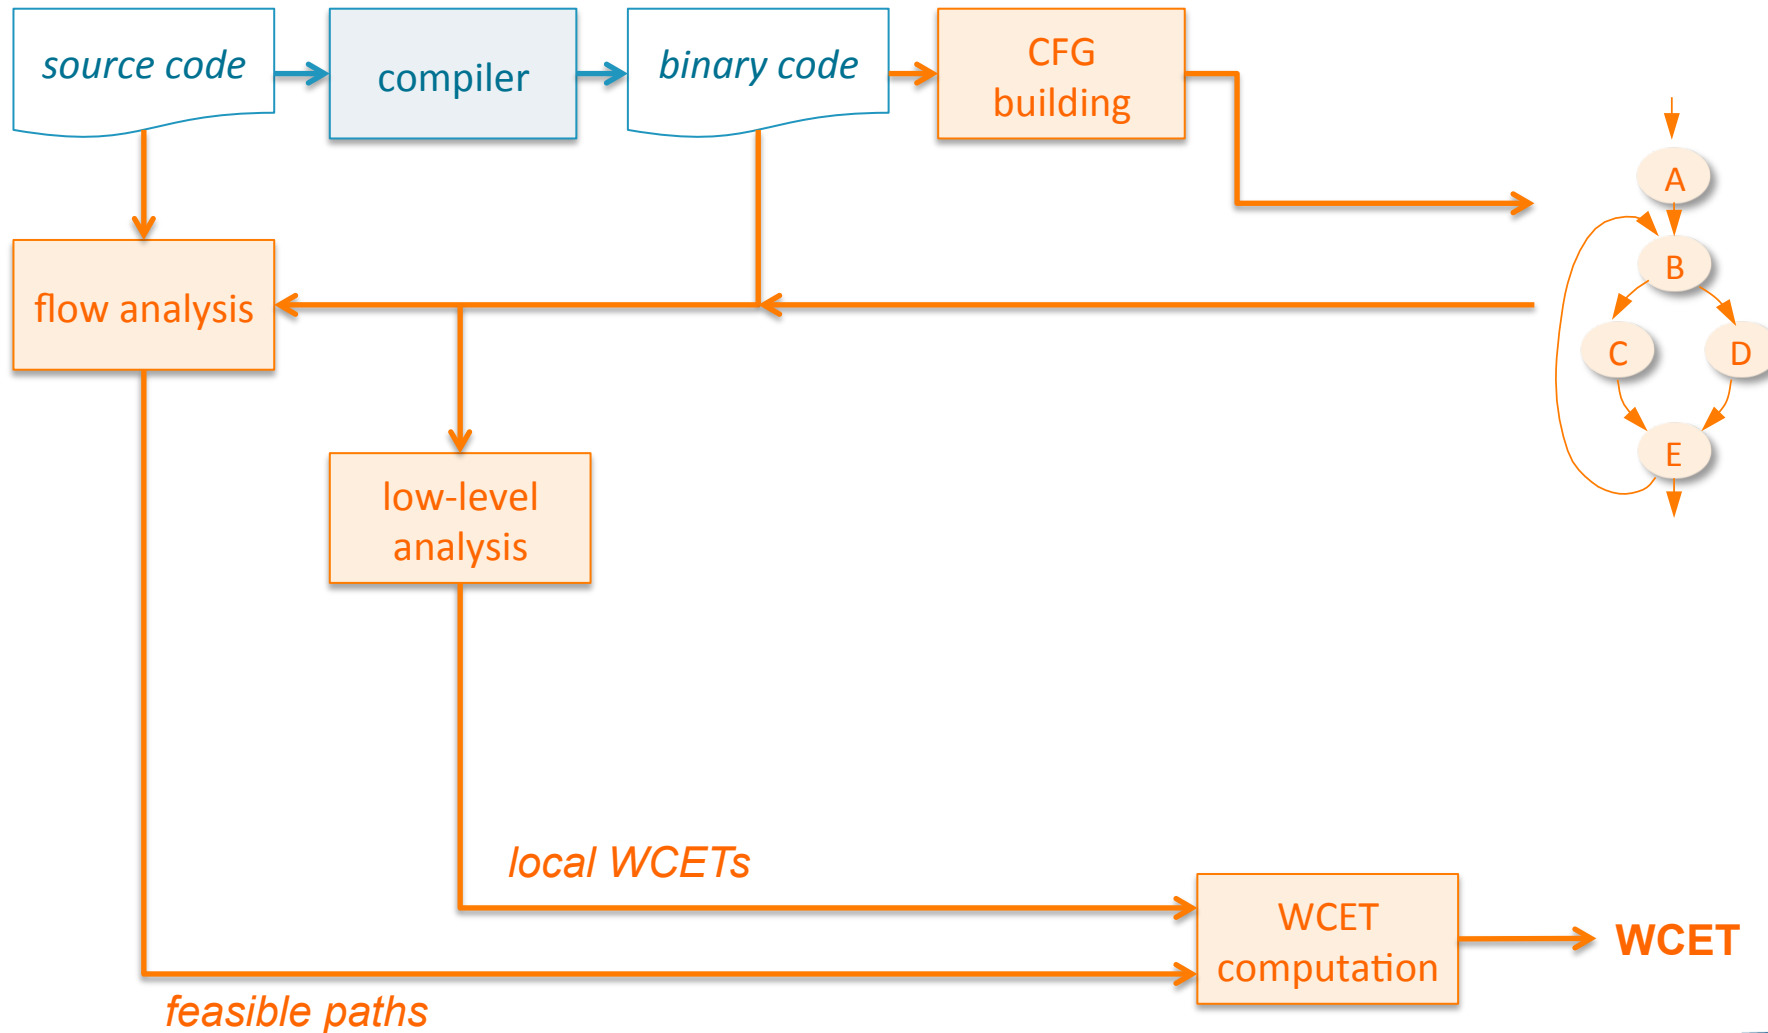 source code
compiler
binary code
CFG
building
A
B
C
D
E
flow analysis
low-level
analysis
local WCETs
WCET
computation
WCET
feasible paths